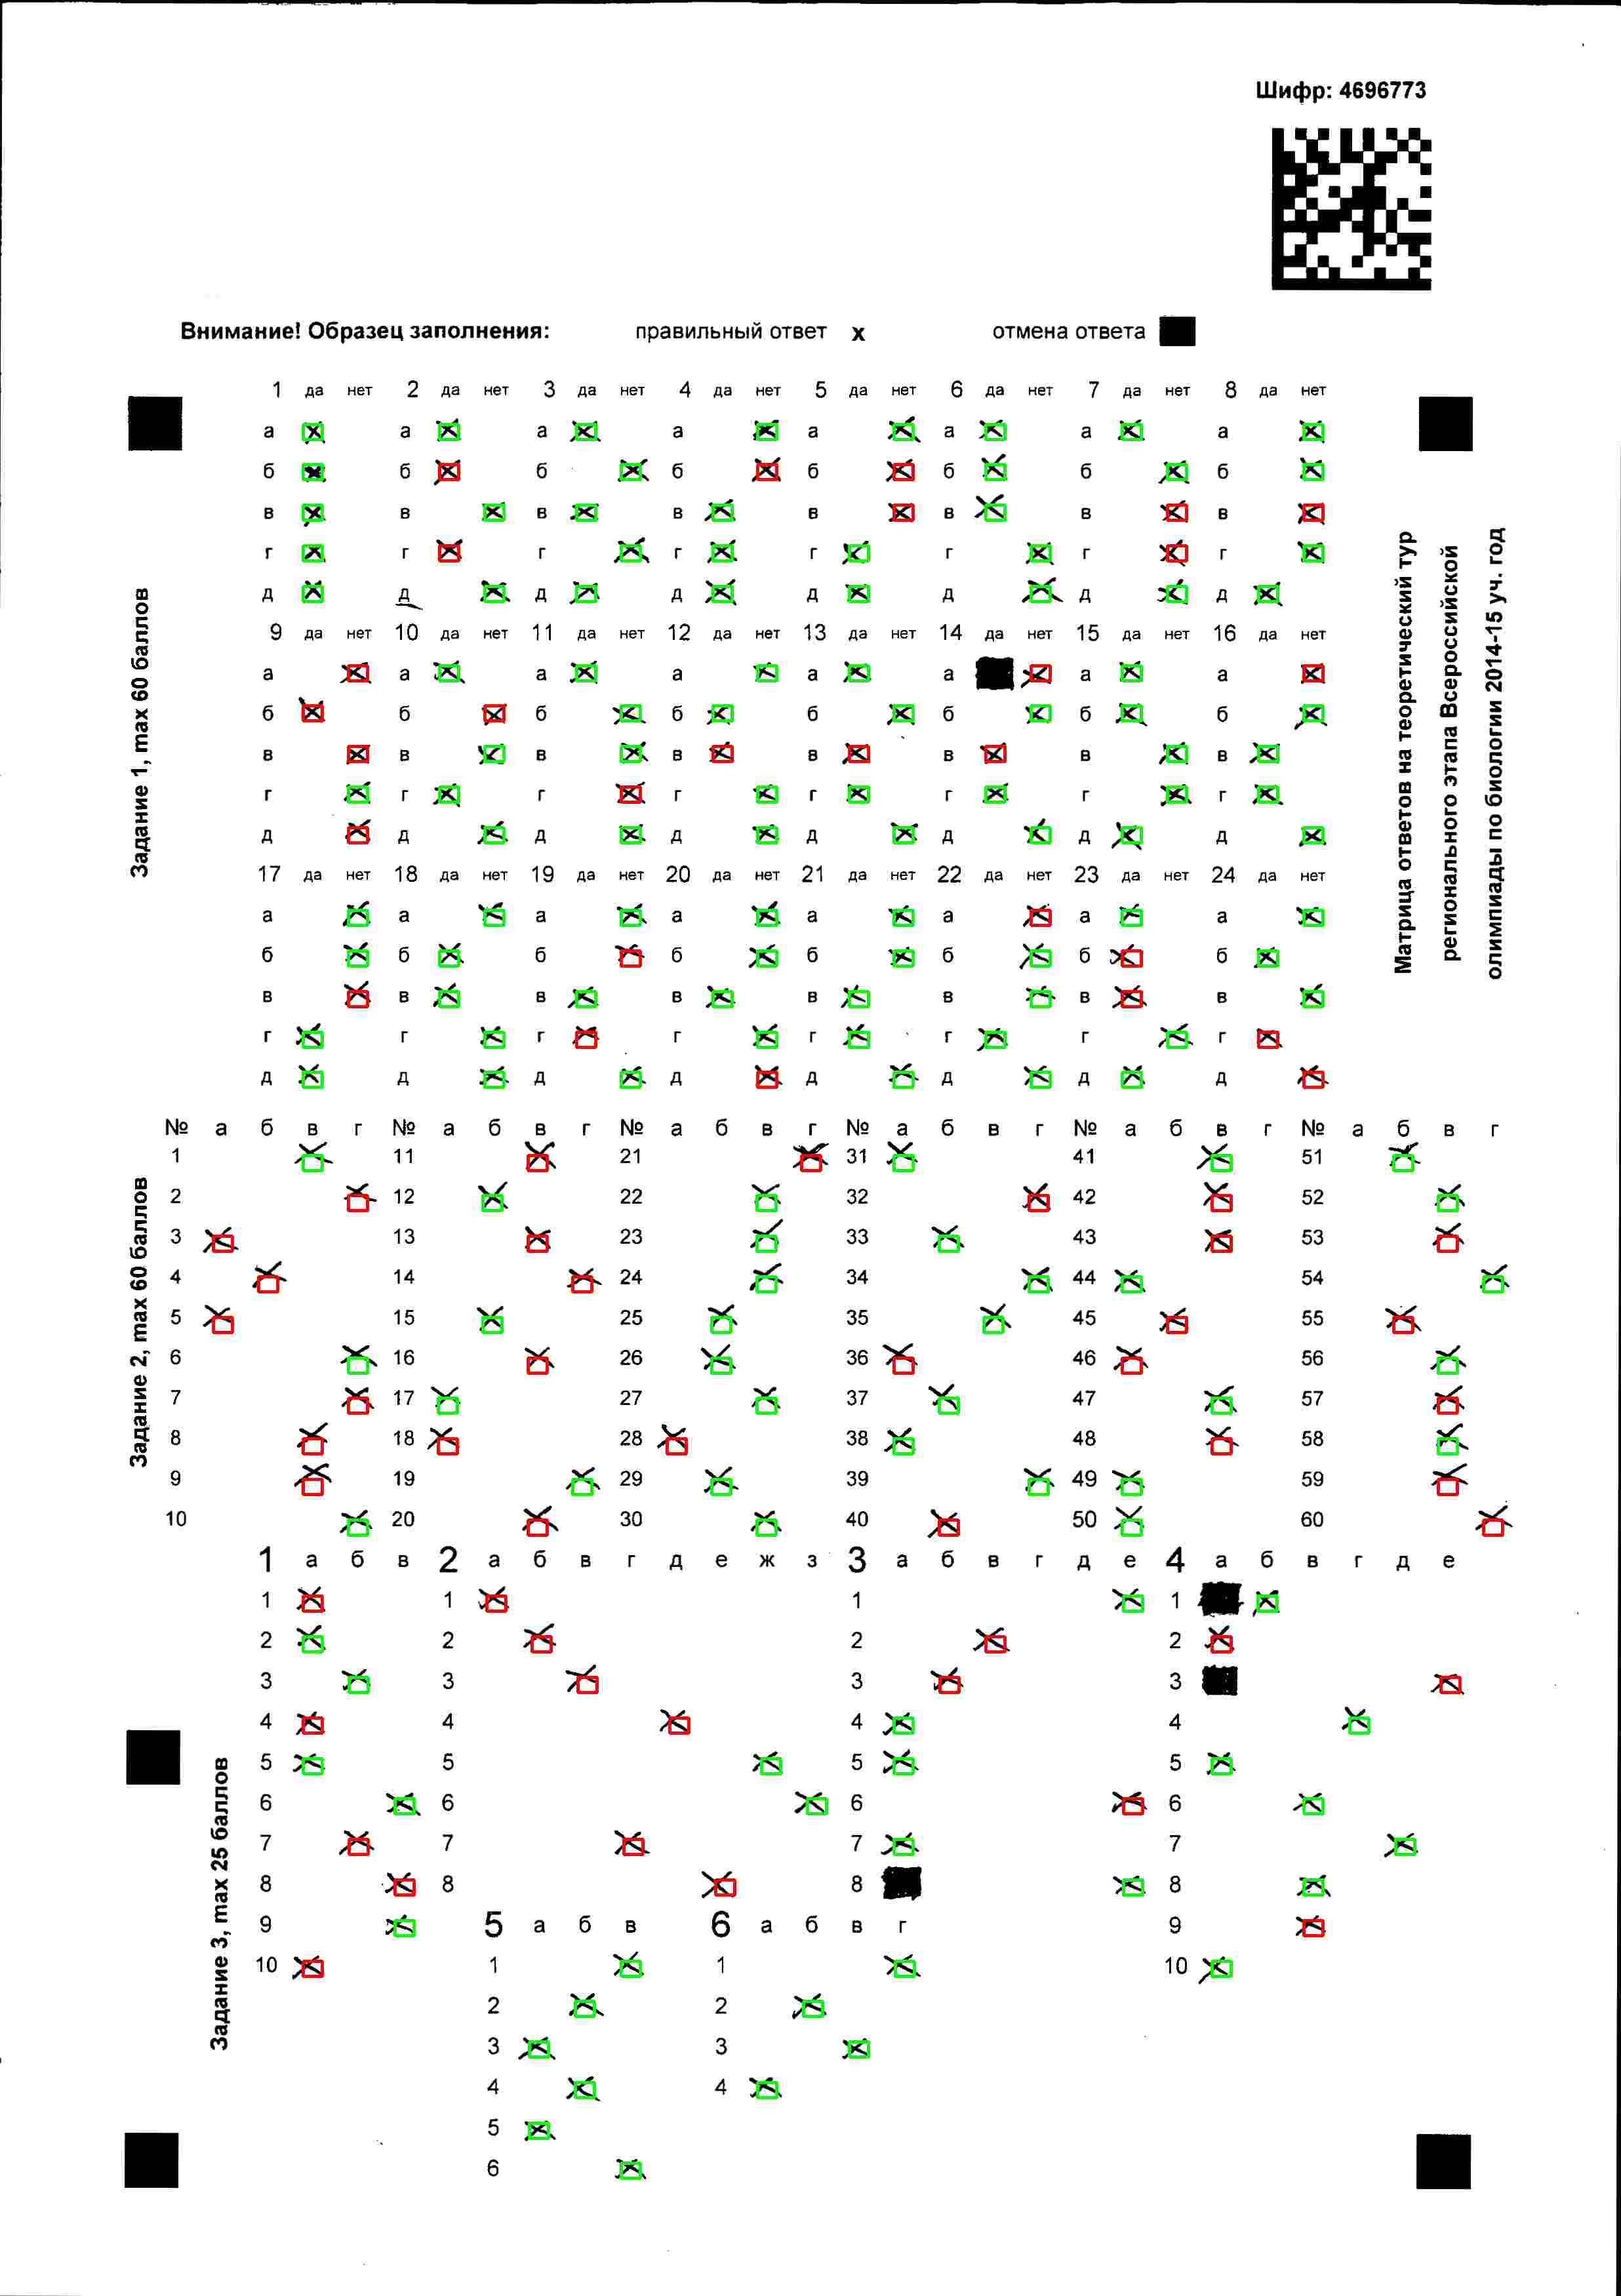 Шифр: 4696773
Внимание! Образец заполнения: правильный ответ x отмена ответа
Матрица ответов на теоретический тур
регионального этапа Всероссийской
олимпиады по биологии 2014-15 уч. год
Задание 1, max 60 баллов
1 да нет 2 да нет 3 да нет 4 да нет 5 да нет 6 да нет 7 да нет 8 да нет
а а а а а а а а
б б б б б б б б
в в в в в в в в
г г г г г г г г
д д д д д д д д
9 да нет 10 да нет 11 да нет 12 да нет 13 да нет 14 да нет 15 да нет 16 да нет
а а а а а а а а
б б б б б б б б
в в в в в в в в
г г г г г г г г
д д д д д д д д
17 да нет 18 да нет 19 да нет 20 да нет 21 да нет 22 да нет 23 да нет 24 да нет
а а а а а а а а
б б б б б б б б
в в в в в в в в
г г г г г г г г
д д д д д д д д
Задание 2, max 60 баллов
№ а б в г № а б в г № а б в г № а б в г № а б в г № а б в г
1 11 21 31 41 51
2 12 22 32 42 52
3 13 23 33 43 53
4 14 24 34 44 54
5 15 25 35 45 55
6 16 26 36 46 56
7 17 27 37 47 57
8 18 28 38 48 58
9 19 29 39 49 59
10 20 30 40 50 60
Задание 3, max 25 баллов
1 а б в 2 а б в г д е ж з 3 а б в г д е 4 а б в г д е
1 1 1 1
2 2 2 2
3 3 3 3
4 4 4 4
5 5 5 5
6 6 6 6
7 7 7 7
8 8 8 8
9 5 а б в 6 а б в г 9
10 1 1 10
2 2
3 3
4 4
5
6